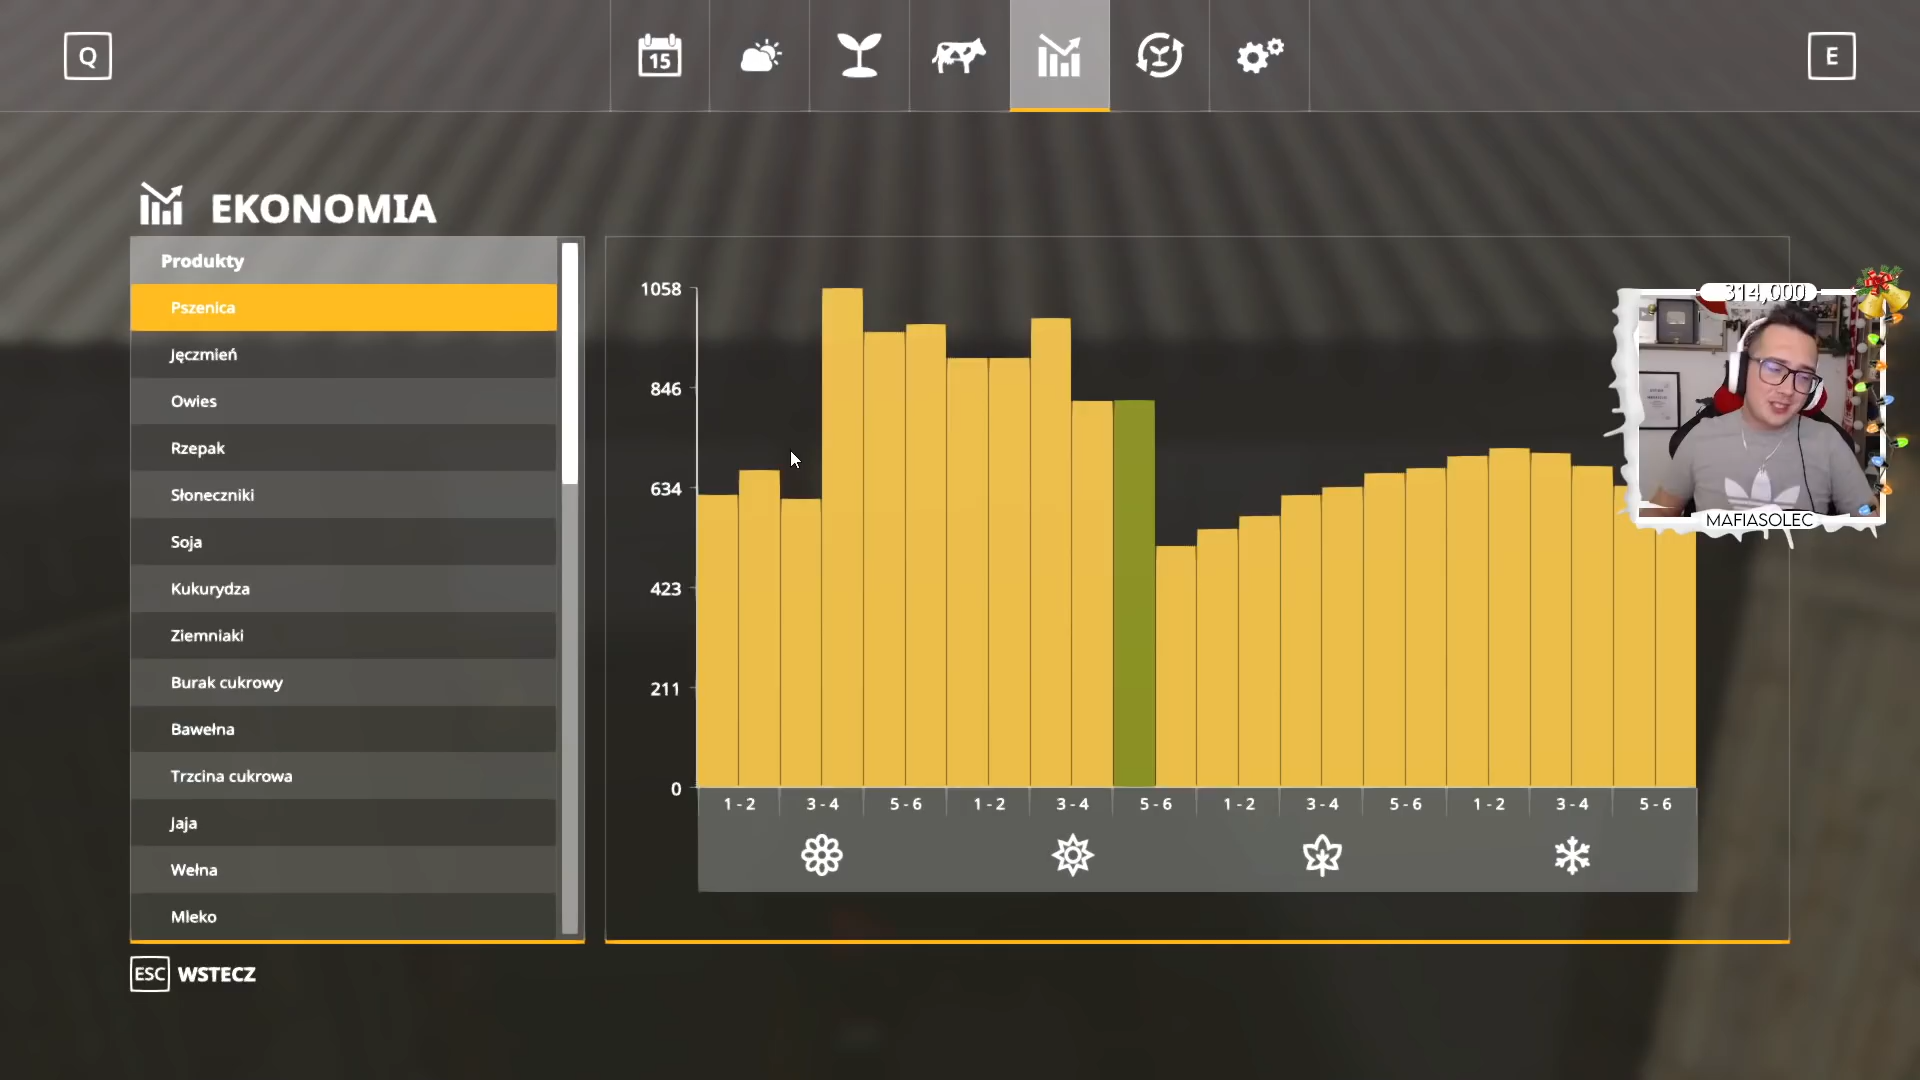 Q
15
E
EKONOMIA
Produkty
Pszenica
Jęczmień
Owies
Rzepak
Słoneczniki
Soja
Kukurydza
Ziemniaki
Burak cukrowy
Bawełna
Trzcina cukrowa
Jaja
Wełna
Mleko
1058
846
634
423
211
0
1 - 2 3 - 4 5 - 6 1 - 2 3 - 4 5 - 6 1 - 2 3 - 4 5 - 6 1 - 2 3 - 4 5 - 6
314,000
MAFIASOLEC
ESC WSTECZ